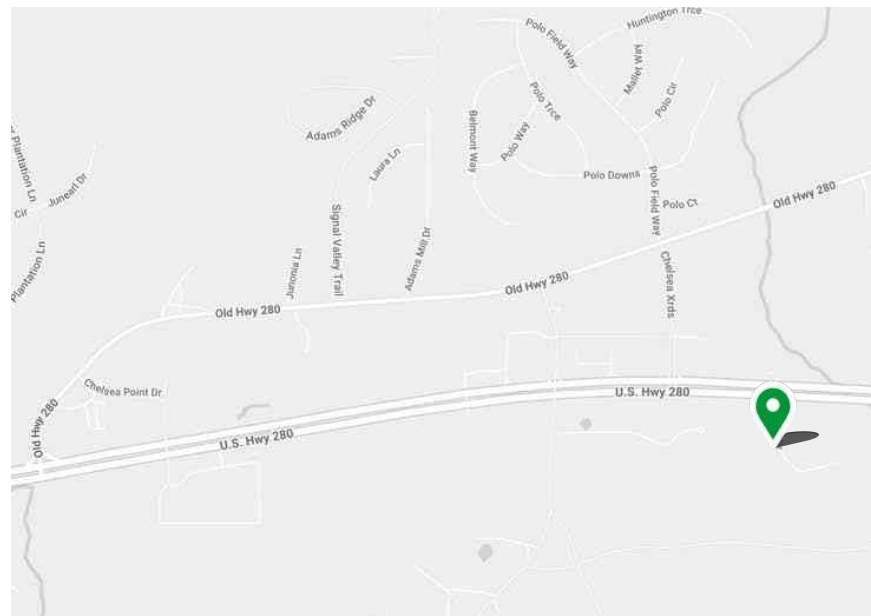 Huntington Trce
Polo Field Way
Mallet Way
Polo Trce
Polo Cir
Adams Ridge Dr
Belmont Way
Polo Way
Laura Ln
Plantation Ln
Junearl Dr
Cir
Polo Downs
Polo Field Way
Polo Ct
Old Hwy 280
Signal Valley Trail
Adams Mill Dr
Junonia Ln
Plantation Ln
Chelsea Xrds
Old Hwy 280
Old Hwy 280
Chelsea Point Dr
U.S. Hwy 280
Old Hwy 280
U.S. Hwy 280